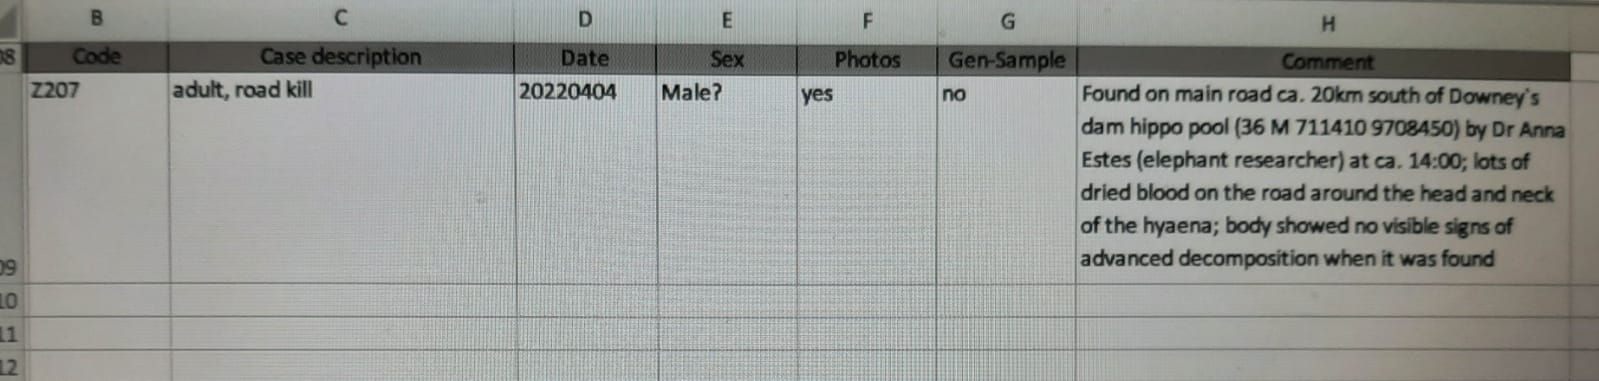 B C D E F G H
08 Code Case description Date Sex Photos Gen-Sample Comment
Z207 adult, road kill 20220404 Male? yes no Found on main road ca. 20km south of Downey's
dam hippo pool (36 M 711410 9708450) by Dr Anna
Estes (elephant researcher) at ca. 14:00; lots of
dried blood on the road around the head and neck
of the hyaena; body showed no visible signs of
09 advanced decomposition when it was found
10
11
12